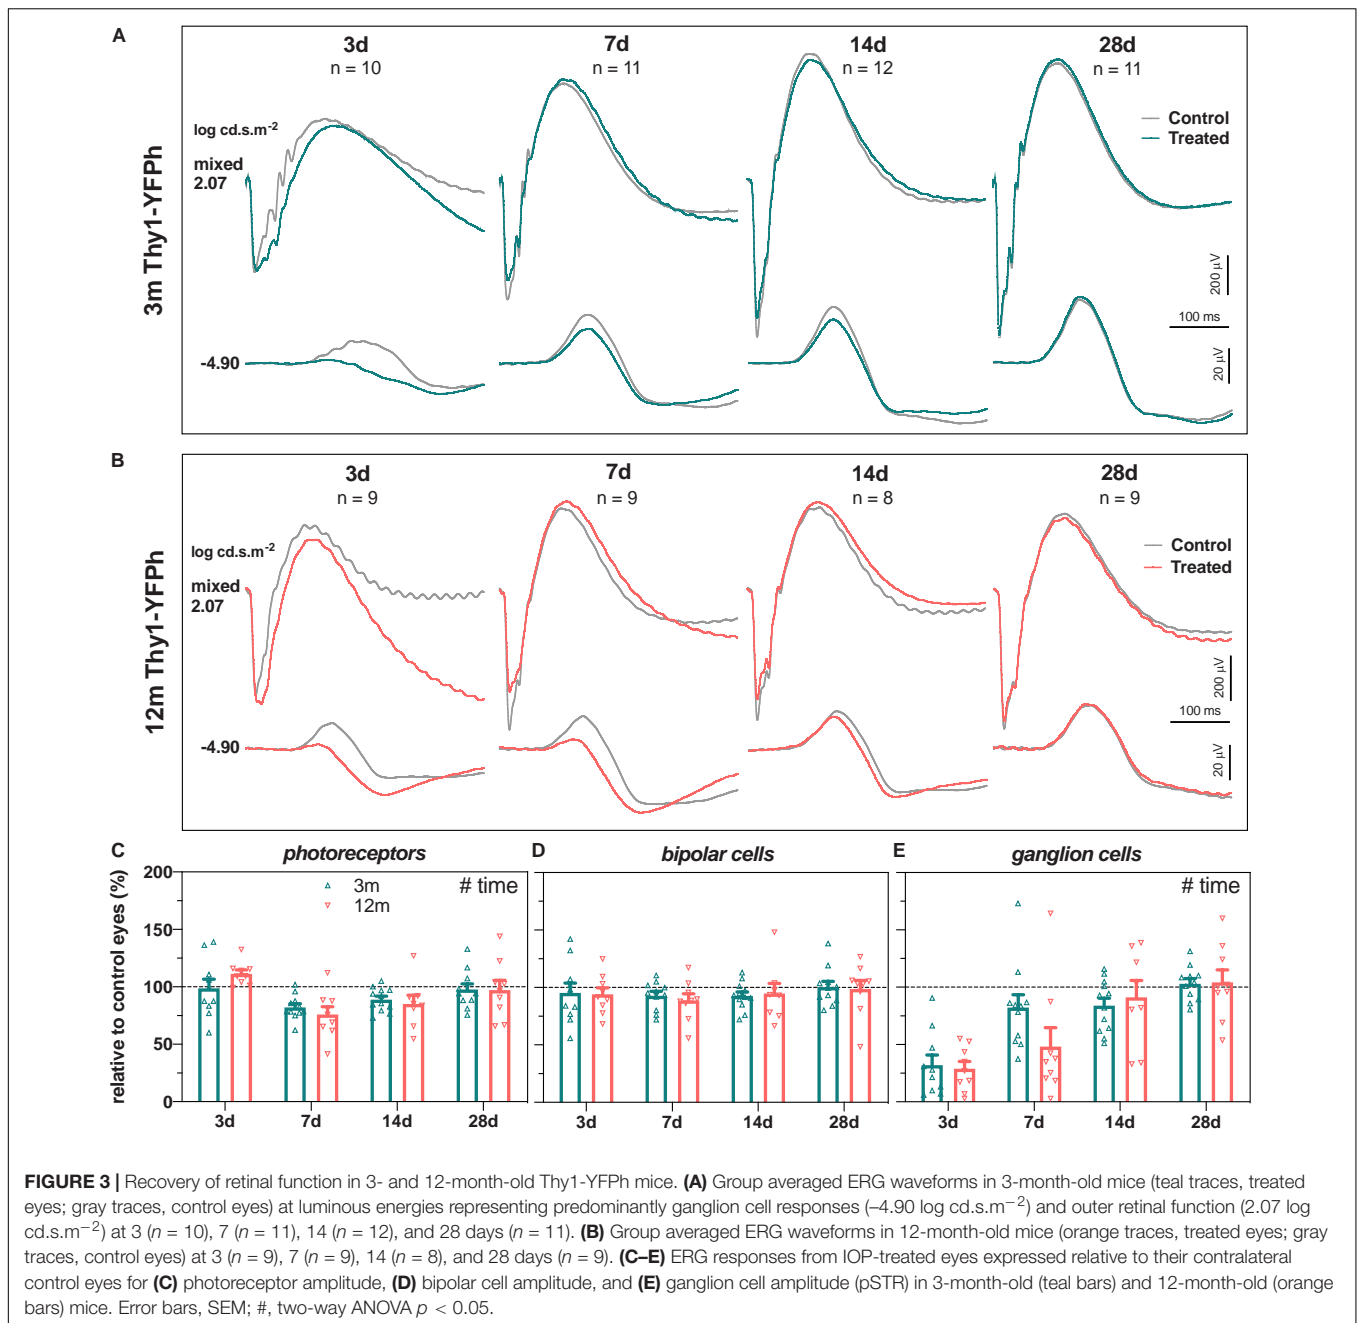 A
3d
7d
14d
28d
n = 10
n = 11
n = 12
n = 11
log cd.s.m-2
mixed
2.07
Control
Treated
3m Thy1-YFPh
200 μV
100 ms
-4.90
20 μV
B
3d
7d
14d
28d
n = 9
n = 9
n = 8
n = 9
log cd.s.m-2
mixed
2.07
Control
Treated
12m Thy1-YFPh
200 μV
100 ms
-4.90
20 μV
C
photoreceptors
relative to control eyes (%)
200
150
100
50
0
3m
12m
# time
3d
7d
14d
28d
D
bipolar cells
3d
7d
14d
28d
E
ganglion cells
# time
3d
7d
14d
28d
FIGURE 3 | Recovery of retinal function in 3- and 12-month-old Thy1-YFPh mice. (A) Group averaged ERG waveforms in 3-month-old mice (teal traces, treated
eyes; gray traces, control eyes) at luminous energies representing predominantly ganglion cell responses (–4.90 log cd.s.m−2) and outer retinal function (2.07 log
cd.s.m−2) at 3 (n = 10), 7 (n = 11), 14 (n = 12), and 28 days (n = 11). (B) Group averaged ERG waveforms in 12-month-old mice (orange traces, treated eyes; gray
traces, control eyes) at 3 (n = 9), 7 (n = 9), 14 (n = 8), and 28 days (n = 9). (C–E) ERG responses from IOP-treated eyes expressed relative to their contralateral
control eyes for (C) photoreceptor amplitude, (D) bipolar cell amplitude, and (E) ganglion cell amplitude (pSTR) in 3-month-old (teal bars) and 12-month-old (orange
bars) mice. Error bars, SEM; #, two-way ANOVA p < 0.05.